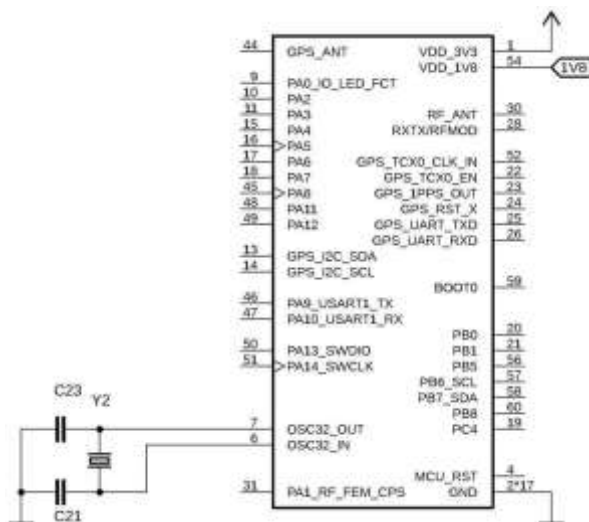 44 GPS_ANT VDD_3V3 1
VDD_1V8 54 1V8
9 PA0_IO_LED_FCT
10 PA2
11 PA3 RF_ANT 30
15 PA4 RXTX/RFMOD 28
16 PA5
17 PA6 GPS_TCX0_CLK_IN 52
18 PA7 GPS_TCX0_EN 22
45 PA8 GPS_1PPS_OUT 23
48 PA11 GPS_RST_X 24
49 PA12 GPS_UART_TXD 25
GPS_UART_RXD 26
13 GPS_I2C_SDA
14 GPS_I2C_SCL
BOOT0 59
46 PA9_USART1_TX
47 PA10_USART1_RX
PB0 20
50 PA13_SWDIO PB1 21
51 PA14_SWCLK PB5 56
PB6_SCL 57
PB7_SDA 58
C23
Y2
PB8 60
7 OSC32_OUT PC4 19
6 OSC32_IN
MCU_RST 4
31 PA1_RF_FEM_CPS GND 2*17
C21